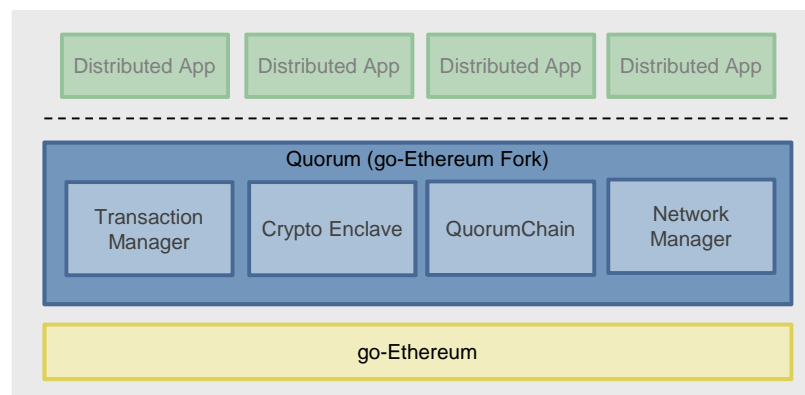 Distributed App
Distributed App
Distributed App
Distributed App
Quorum (go-Ethereum Fork)
Transaction
Manager
Crypto Enclave
QuorumChain
Network
Manager
go-Ethereum